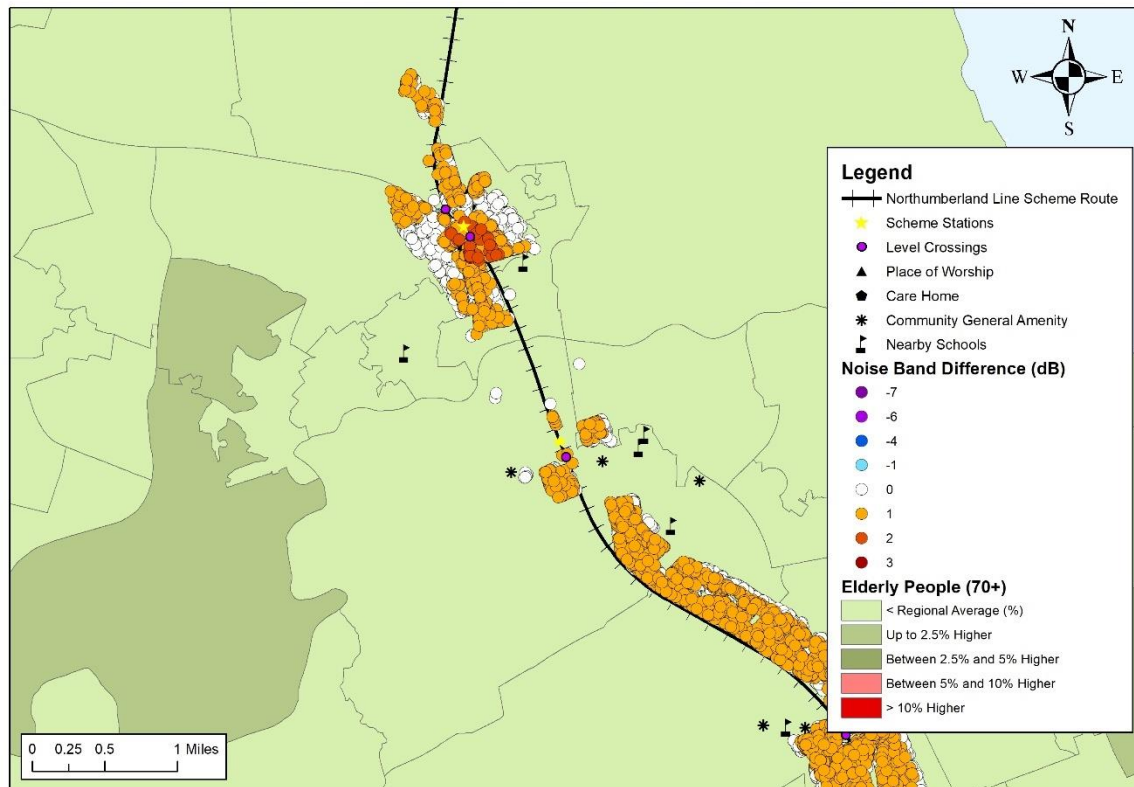 N
W E
S
Legend
Northumberland Line Scheme Route
Scheme Stations
Level Crossings
Place of Worship
Care Home
Community General Amenity
Nearby Schools
Noise Band Difference (dB)
-7
-6
-4
-1
0
1
2
3
Elderly People (70+)
< Regional Average (%)
Up to 2.5% Higher
Between 2.5% and 5% Higher
Between 5% and 10% Higher
> 10% Higher
0 0.25 0.5 1 Miles